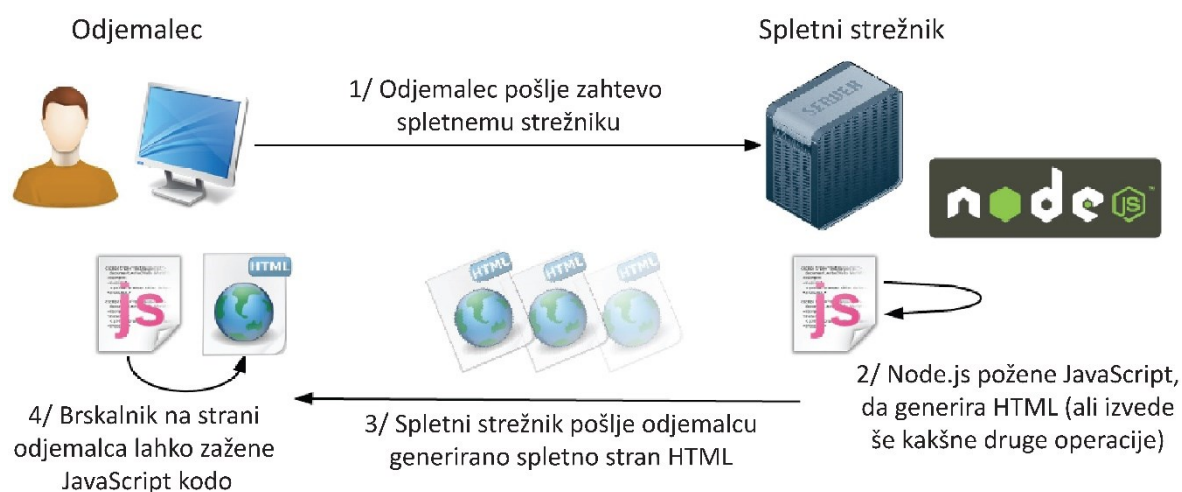 Odjemalec
Spletni strežnik
1/ Odjemalec pošlje zahtevo
spletnemu strežniku
SERVER
node JS™
js
HTML
HTML
HTML
HTML
js
2/ Node.js požene JavaScript,
da generira HTML (ali izvede
še kakšne druge operacije)
3/ Spletni strežnik pošlje odjemalcu
generirano spletno stran HTML
4/ Brskalnik na strani
odjemalca lahko zažene
JavaScript kodo